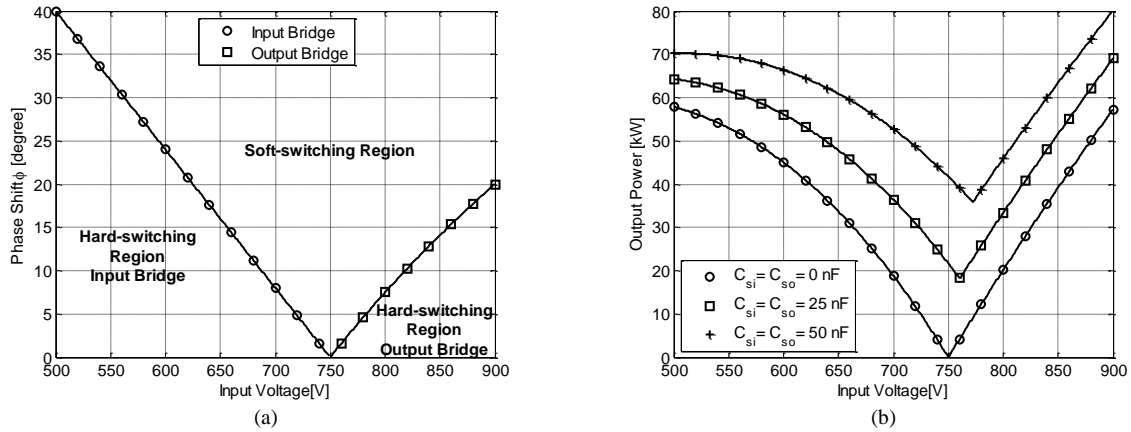 40
35
30
25
20
15
10
5
0
Phase Shift ϕ [degree]
Input Bridge
Output Bridge
Soft-switching Region
Hard-switching
Region
Input Bridge
Hard-switching
Region
Output Bridge
500 550 600 650 700 750 800 850 900
Input Voltage[V]
(a)
80
70
60
50
40
30
20
10
0
Output Power [kW]
C_si = C_so = 0 nF
C_si = C_so = 25 nF
C_si = C_so = 50 nF
500 550 600 650 700 750 800 850 900
Input Voltage[V]
(b)